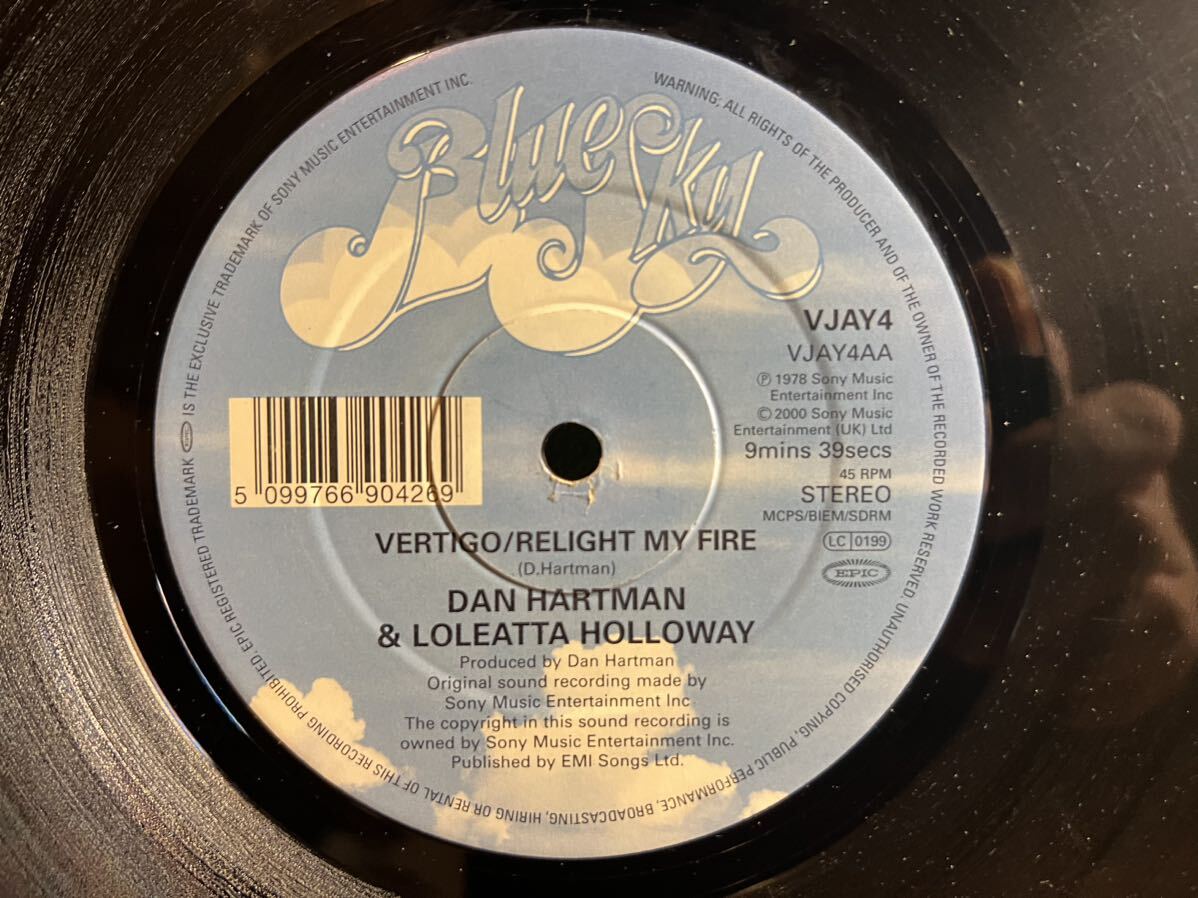 Blue Sky
WARNING; ALL RIGHTS OF THE PRODUCER AND OF THE OWNER OF THE RECORDED WORK RESERVED. UNAUTHORISED COPYING, PUBLIC PERFORMANCE, BROADCASTING, HIRING OR RENTAL OF THIS RECORDING PROHIBITED. EPIC REGISTERED TRADEMARK EPIC IS THE EXCLUSIVE TRADEMARK OF SONY MUSIC ENTERTAINMENT INC.
VJAY4
VJAY4AA
℗ 1978 Sony Music
Entertainment Inc
© 2000 Sony Music
Entertainment (UK) Ltd
9mins 39secs
45 RPM
STEREO
MCPS/BIEM/SDRM
LC 0199
EPIC
5 099766 904269
VERTIGO/RELIGHT MY FIRE
(D.Hartman)
DAN HARTMAN
& LOLEATTA HOLLOWAY
Produced by Dan Hartman
Original sound recording made by
Sony Music Entertainment Inc
The copyright in this sound recording is
owned by Sony Music Entertainment Inc.
Published by EMI Songs Ltd.